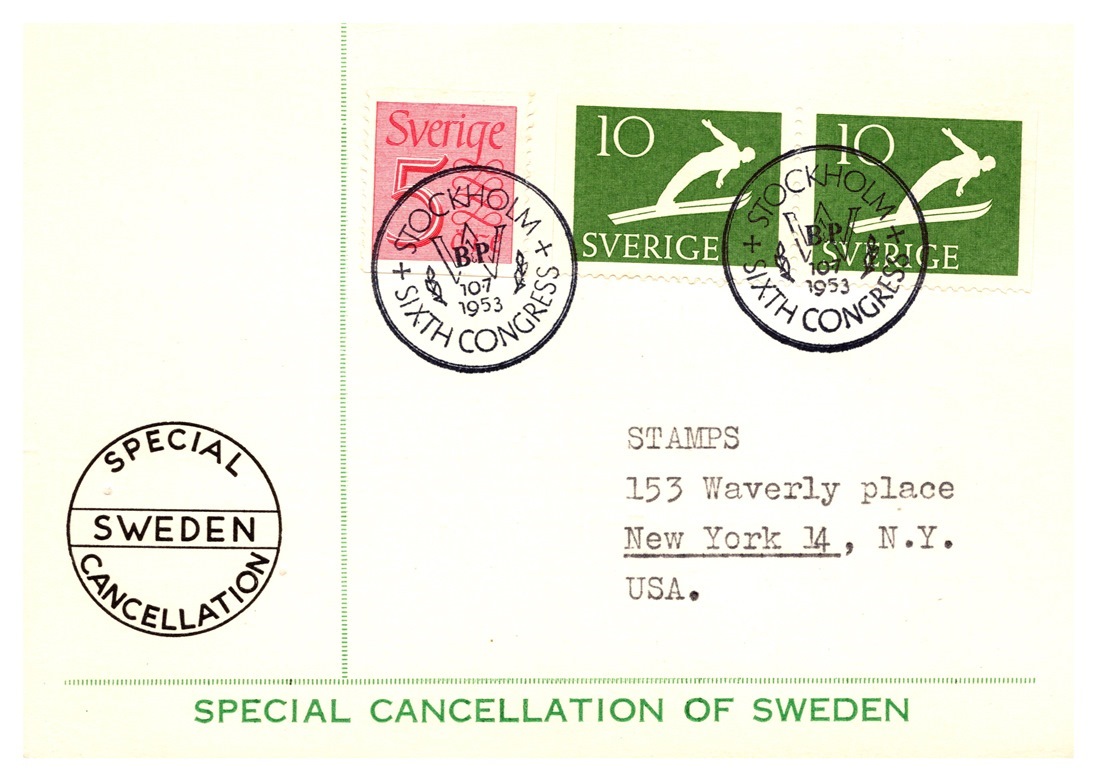 Sverige
5
10
SVERIGE
10
SVERIGE
STOCKHOLM
B.P.
10·7
1953
+ SIXTH CONGRESS +
STOCKHOLM
B.P.
10·7
1953
+ SIXTH CONGRESS +
STAMPS
153 Waverly place
New York 14, N.Y.
USA.
SPECIAL
SWEDEN
CANCELLATION
SPECIAL CANCELLATION OF SWEDEN